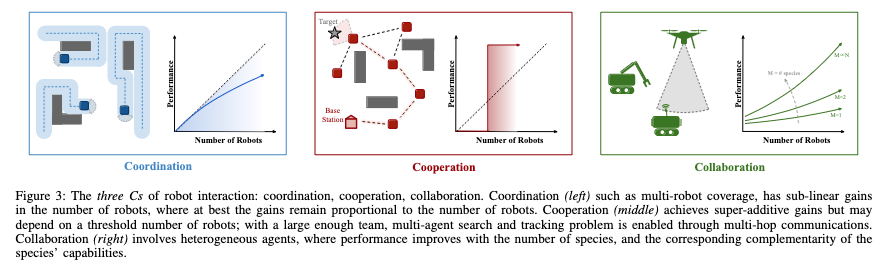 Performance
Number of Robots
Coordination
Target
Base
Station
Performance
Number of Robots
Cooperation
Performance
M = # species
M=N
M=2
M=1
Number of Robots
Collaboration
Figure 3: The three Cs of robot interaction: coordination, cooperation, collaboration. Coordination (left) such as multi-robot coverage, has sub-linear gains
in the number of robots, where at best the gains remain proportional to the number of robots. Cooperation (middle) achieves super-additive gains but may
depend on a threshold number of robots; with a large enough team, multi-agent search and tracking problem is enabled through multi-hop communications.
Collaboration (right) involves heterogeneous agents, where performance improves with the number of species, and the corresponding complementarity of the
species' capabilities.